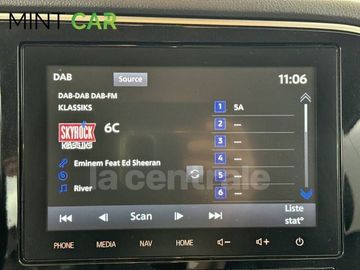 MINT CAR
DAB
Source
11:06
DAB-DAB DAB-FM
KLASSIKS
1 5A
SKYROCK
KLASSIKS
6C
2 ---
3 ---
Eminem Feat Ed Sheeran
4 ---
la centrale
5 ---
River
6 ---
Scan
Liste
stat°
PHONE MEDIA NAV HOME